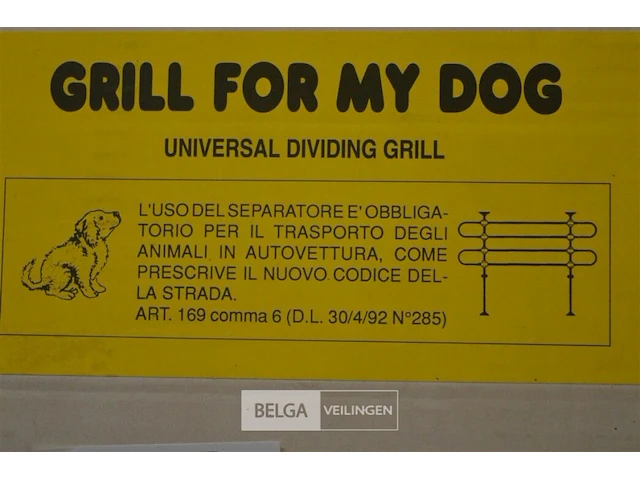 GRILL FOR MY DOG
UNIVERSAL DIVIDING GRILL
L'USO DEL SEPARATORE E' OBBLIGA-
TORIO PER IL TRASPORTO DEGLI
ANIMALI IN AUTOVETTURA, COME
PRESCRIVE IL NUOVO CODICE DEL-
LA STRADA.
ART. 169 comma 6 (D.L. 30/4/92 N°285)
BELGA VEILINGEN